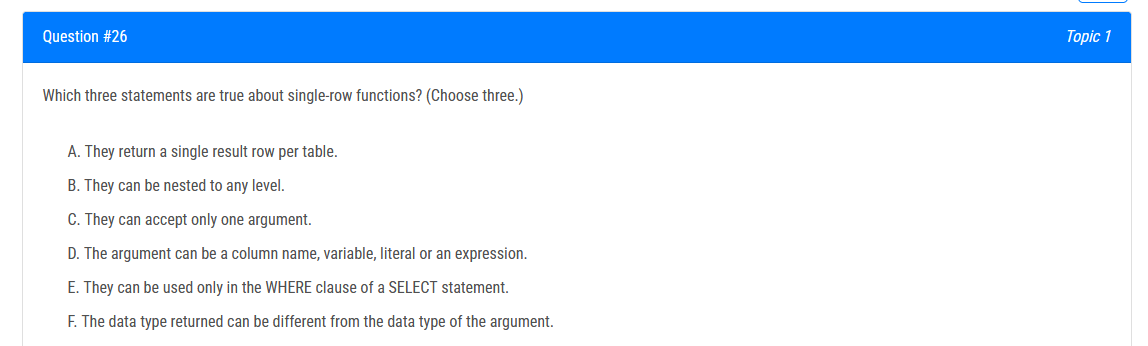 Question #26
Topic 1
Which three statements are true about single-row functions? (Choose three.)
A. They return a single result row per table.
B. They can be nested to any level.
C. They can accept only one argument.
D. The argument can be a column name, variable, literal or an expression.
E. They can be used only in the WHERE clause of a SELECT statement.
F. The data type returned can be different from the data type of the argument.